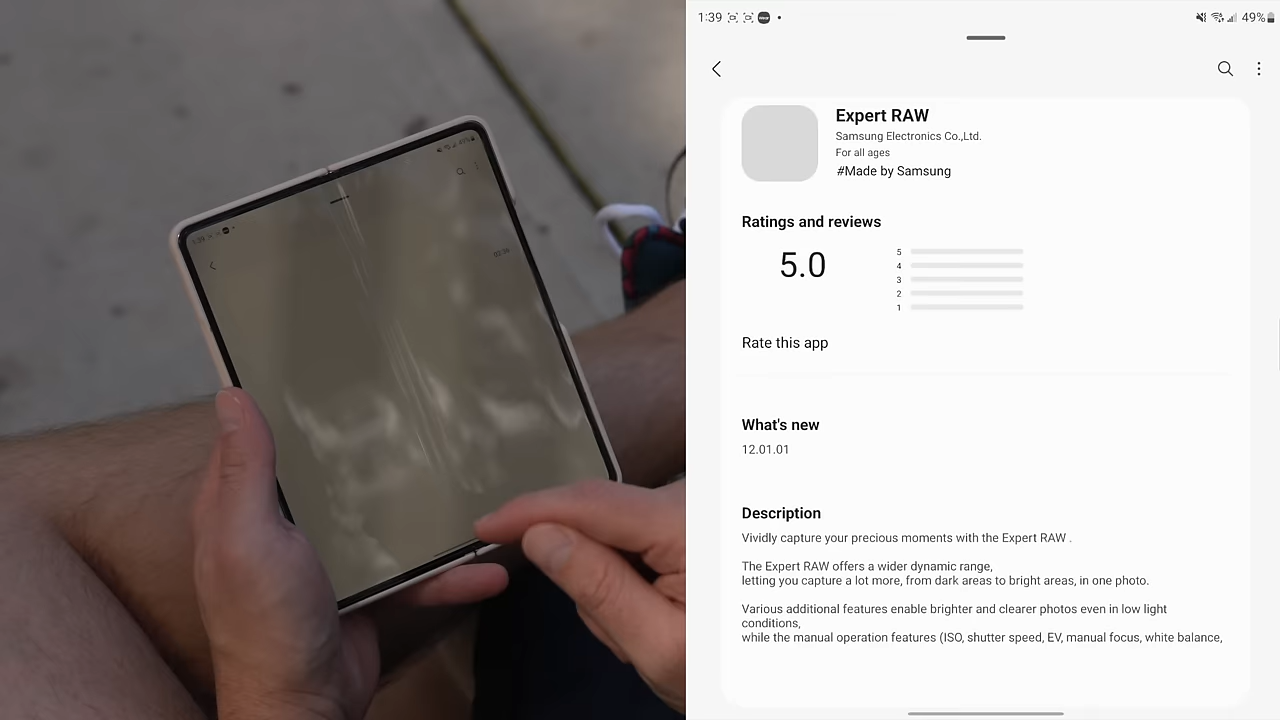 1:39
49%
Expert RAW
Samsung Electronics Co.,Ltd.
For all ages
#Made by Samsung
Ratings and reviews
5.0
5
4
3
2
1
Rate this app
What's new
12.01.01
Description
Vividly capture your precious moments with the Expert RAW .
The Expert RAW offers a wider dynamic range,
letting you capture a lot more, from dark areas to bright areas, in one photo.
Various additional features enable brighter and clearer photos even in low light
conditions,
while the manual operation features (ISO, shutter speed, EV, manual focus, white balance,